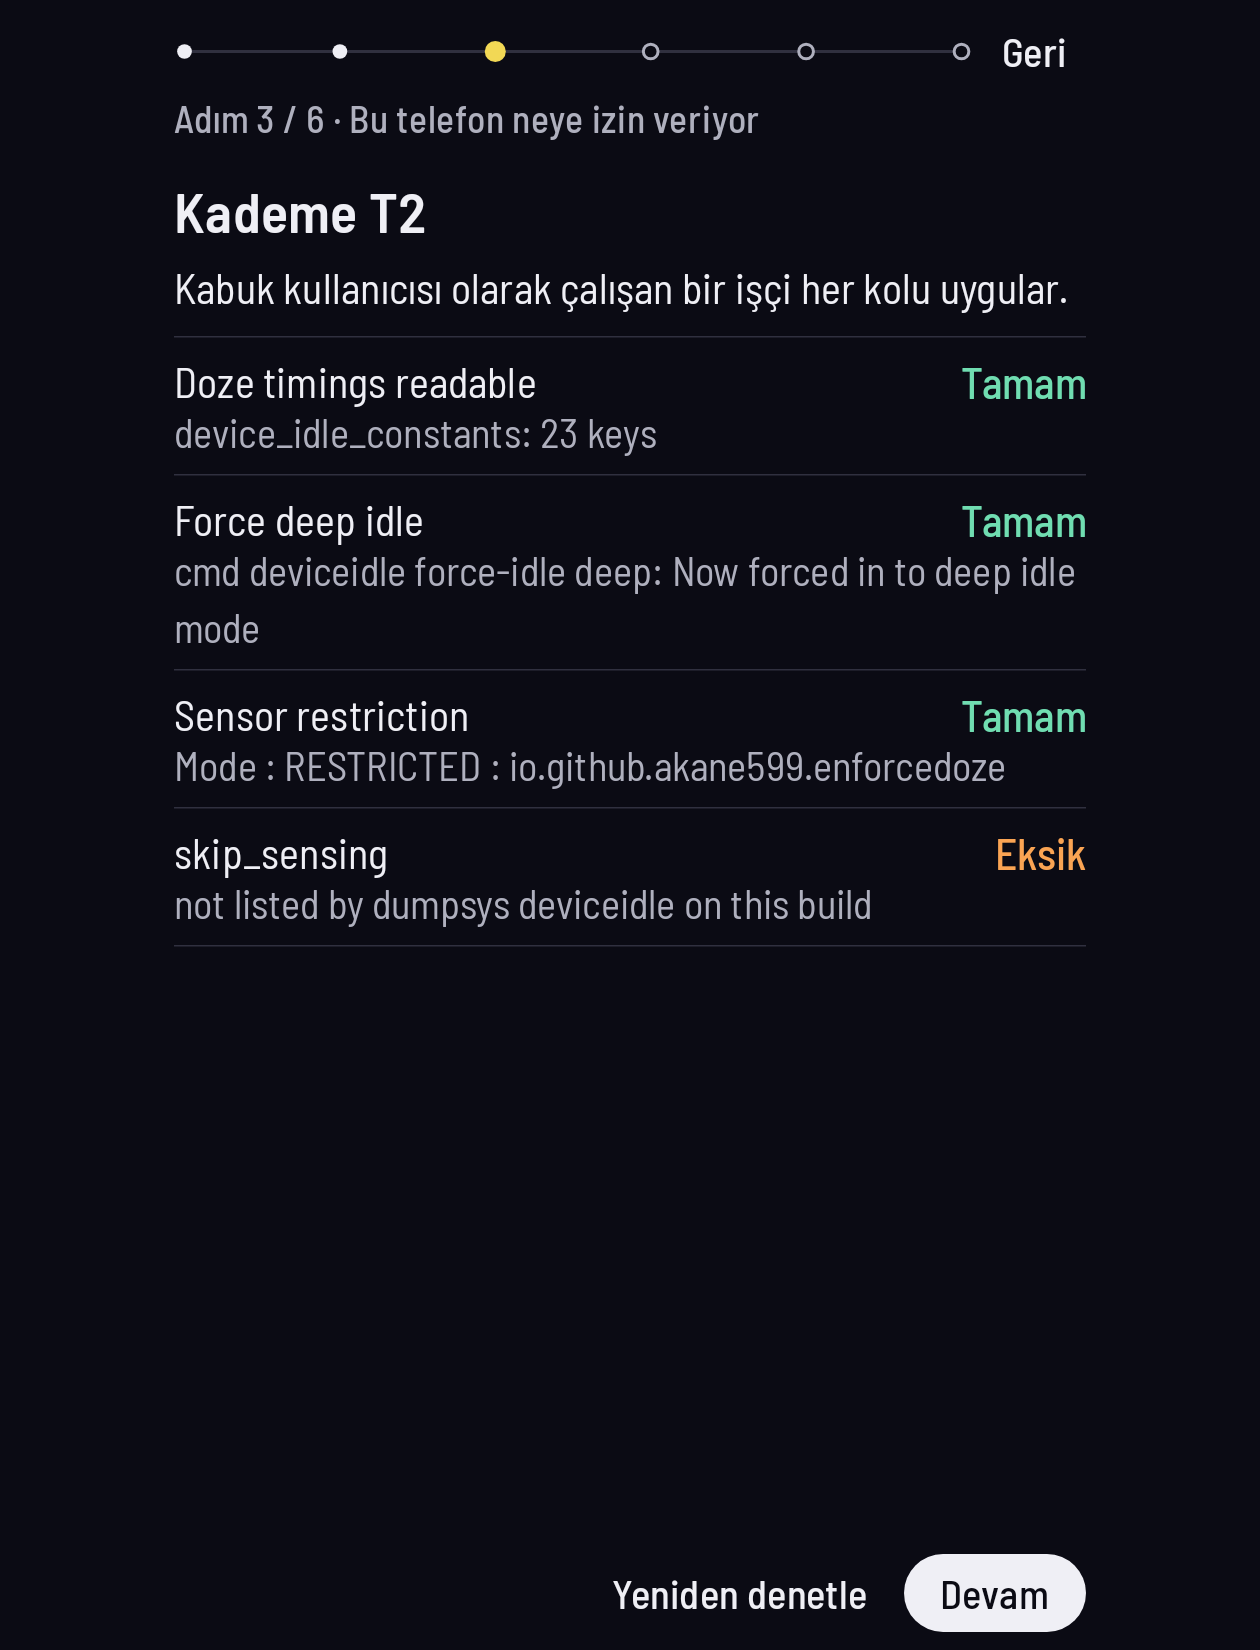 Geri
Adım 3 / 6 · Bu telefon neye izin veriyor
Kademe T2
Kabuk kullanıcısı olarak çalışan bir işçi her kolu uygular.
Doze timings readable
Tamam
device_idle_constants: 23 keys
Force deep idle
Tamam
cmd deviceidle force-idle deep: Now forced in to deep idle
mode
Sensor restriction
Tamam
Mode : RESTRICTED : io.github.akane599.enforcedoze
skip_sensing
Eksik
not listed by dumpsys deviceidle on this build
Yeniden denetle
Devam